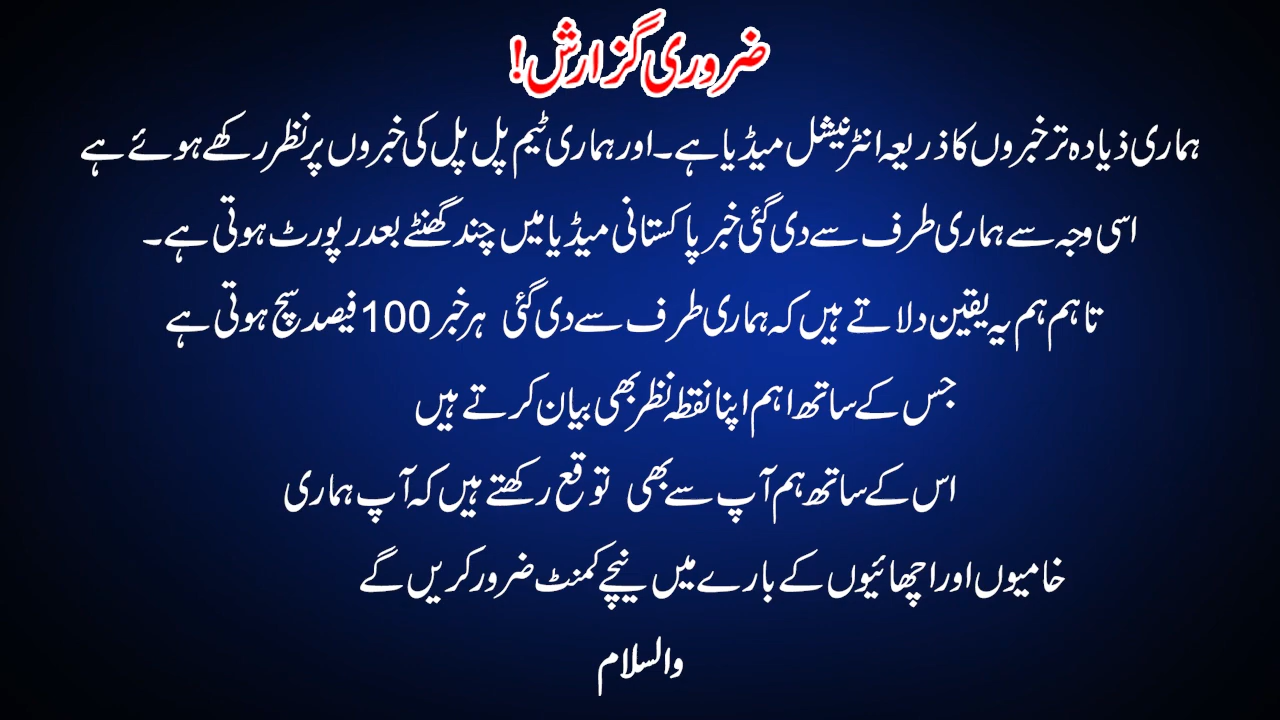 ضروری گزارش!
ہماری ذیادہ تر خبروں کا ذریعہ انٹرنیشل میڈیا ہے۔ اور ہماری ٹیم پل پل کی خبروں پر نظر رکھے ہوئے ہے
اسی وجہ سے ہماری طرف سے دی گئی خبر پاکستانی میڈیا میں چند گھنٹے بعد رپورٹ ہوتی ہے۔
تاہم ہم یہ یقین دلاتے ہیں کہ ہماری طرف سے دی گئی ہر خبر 100 فیصد سچ ہوتی ہے
جس کے ساتھ اہم اپنا نقطہ نظر بھی بیان کرتے ہیں
اس کے ساتھ ہم آپ سے بھی توقع رکھتے ہیں کہ آپ ہماری
خامیوں اور اچھائیوں کے بارے میں نیچے کمنٹ ضرور کریں گے
والسلام